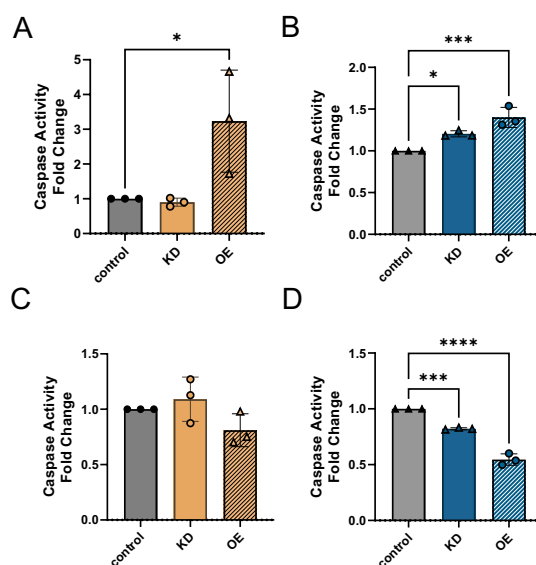 A
*
Caspase Activity
Fold Change
5
4
3
2
1
0
control
KD
OE
B
***
*
Caspase Activity
Fold Change
2.0
1.5
1.0
0.5
0.0
control
KD
OE
C
Caspase Activity
Fold Change
1.5
1.0
0.5
0.0
control
KD
OE
D
****
***
Caspase Activity
Fold Change
1.5
1.0
0.5
0.0
control
KD
OE